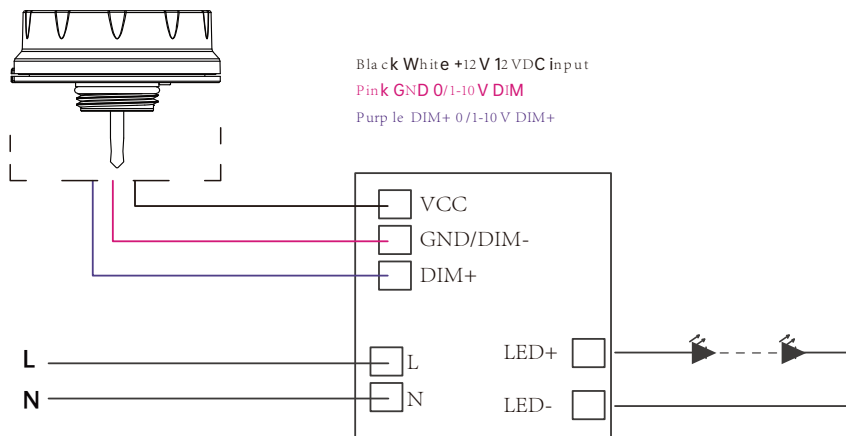 Black White +12V 12VDC input
Pink GND 0/1-10V DIM
Purple DIM+ 0/1-10V DIM+
VCC
GND/DIM-
DIM+
L
L
LED+
N
N
LED-